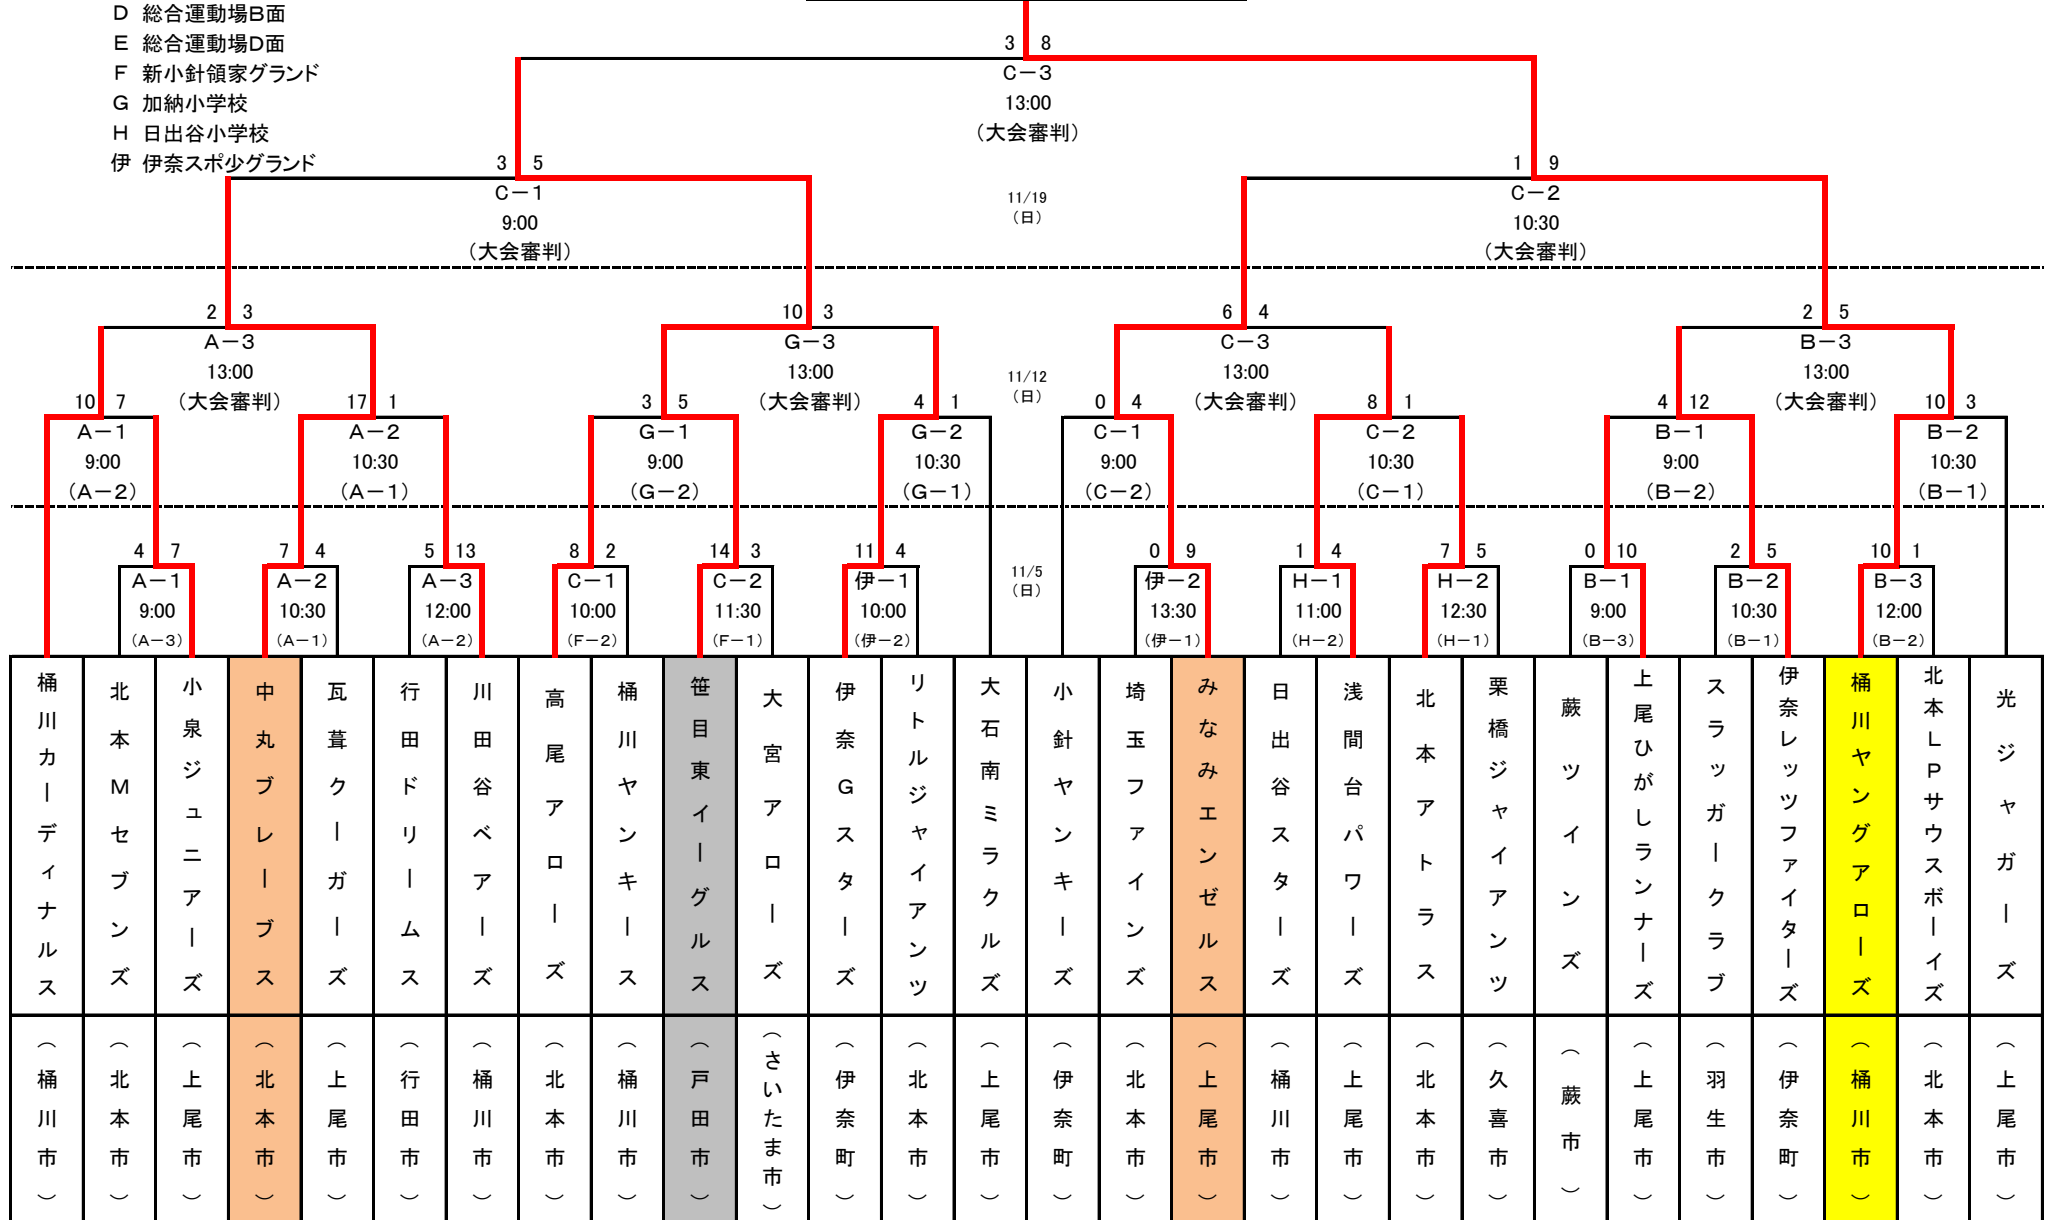 D 総合運動場B面
E 総合運動場D面
F 新小針領家グランド
G 加納小学校
H 日出谷小学校
伊 伊奈スポ少グランド
3 8
C－3
13:00
（大会審判）
3 5
C－1
9:00
（大会審判）
11/19
（日）
1 9
C－2
10:30
（大会審判）
2 3
A－3
13:00
（大会審判）
10 3
G－3
13:00
（大会審判）
11/12
（日）
6 4
C－3
13:00
（大会審判）
2 5
B－3
13:00
（大会審判）
10 7
A－1
9:00
（A－2）
17 1
A－2
10:30
（A－1）
3 5
G－1
9:00
（G－2）
4 1
G－2
10:30
（G－1）
0 4
C－1
9:00
（C－2）
8 1
C－2
10:30
（C－1）
4 12
B－1
9:00
（B－2）
10 3
B－2
10:30
（B－1）
4 7
A－1
9:00
（A－3）
7 4
A－2
10:30
（A－1）
5 13
A－3
12:00
（A－2）
8 2
C－1
10:00
（F－2）
14 3
C－2
11:30
（F－1）
11 4
伊－1
10:00
（伊－2）
11/5
（日）
0 9
伊－2
13:30
（伊－1）
1 4
H－1
11:00
（H－2）
7 5
H－2
12:30
（H－1）
0 10
B－1
9:00
（B－3）
2 5
B－2
10:30
（B－1）
10 1
B－3
12:00
（B－2）
桶川カーディナルス
（桶川市）
北本Mセブンズ
（北本市）
小泉ジュニアーズ
（上尾市）
中丸ブレーブス
（北本市）
瓦葺クーガーズ
（上尾市）
行田ドリームス
（行田市）
川田谷ベアーズ
（桶川市）
高尾アローズ
（北本市）
桶川ヤンキース
（桶川市）
笹目東イーグルス
（戸田市）
大宮アローズ
（さいたま市）
伊奈Gスターズ
（伊奈町）
リトルジャイアンツ
（北本市）
大石南ミラクルズ
（上尾市）
小針ヤンキーズ
（伊奈町）
埼玉ファインズ
（北本市）
みなみエンゼルス
（上尾市）
日出谷スターズ
（桶川市）
浅間台パワーズ
（上尾市）
北本アトラス
（北本市）
栗橋ジャイアンツ
（久喜市）
蕨ツインズ
（蕨市）
上尾ひがしランナーズ
（上尾市）
スラッガークラブ
（羽生市）
伊奈レッツファイターズ
（伊奈町）
桶川ヤングアローズ
（桶川市）
北本LPサウスボーイズ
（北本市）
光ジャガーズ
（上尾市）